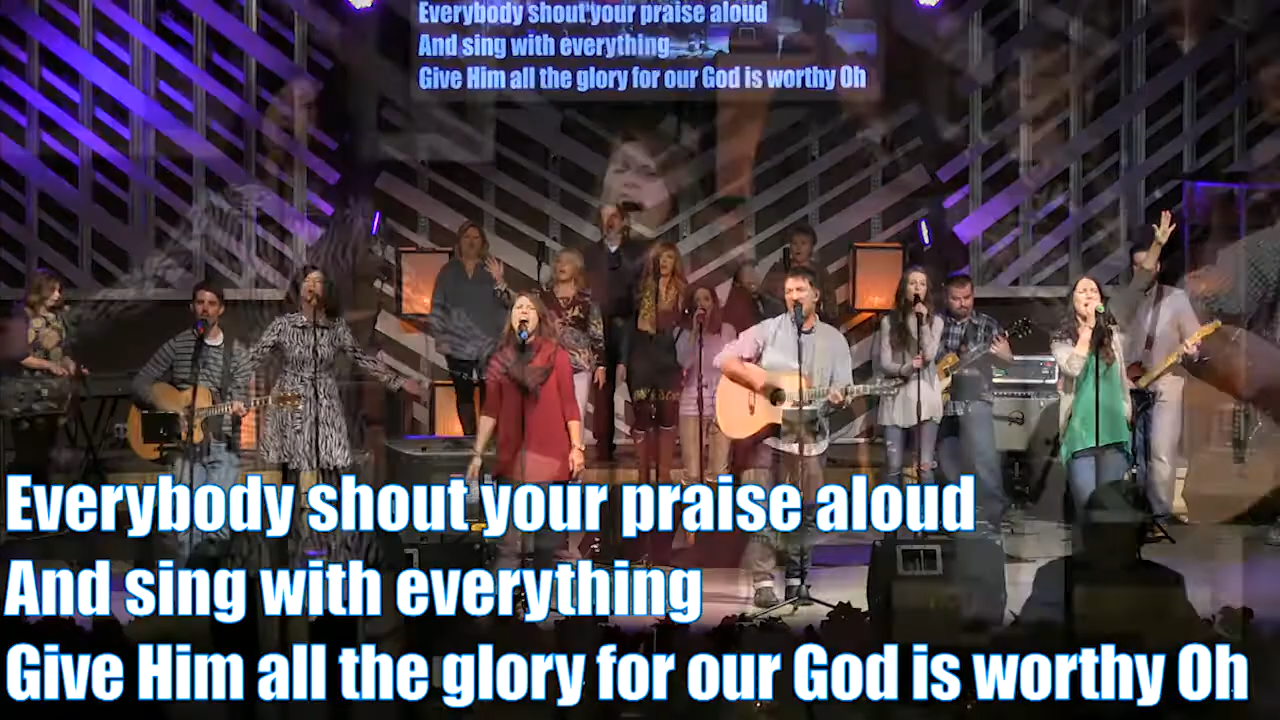 Everybody shout your praise aloud
And sing with everything
Give Him all the glory for our God is worthy Oh
Everybody shout your praise aloud
And sing with everything
Give Him all the glory for our God is worthy Oh